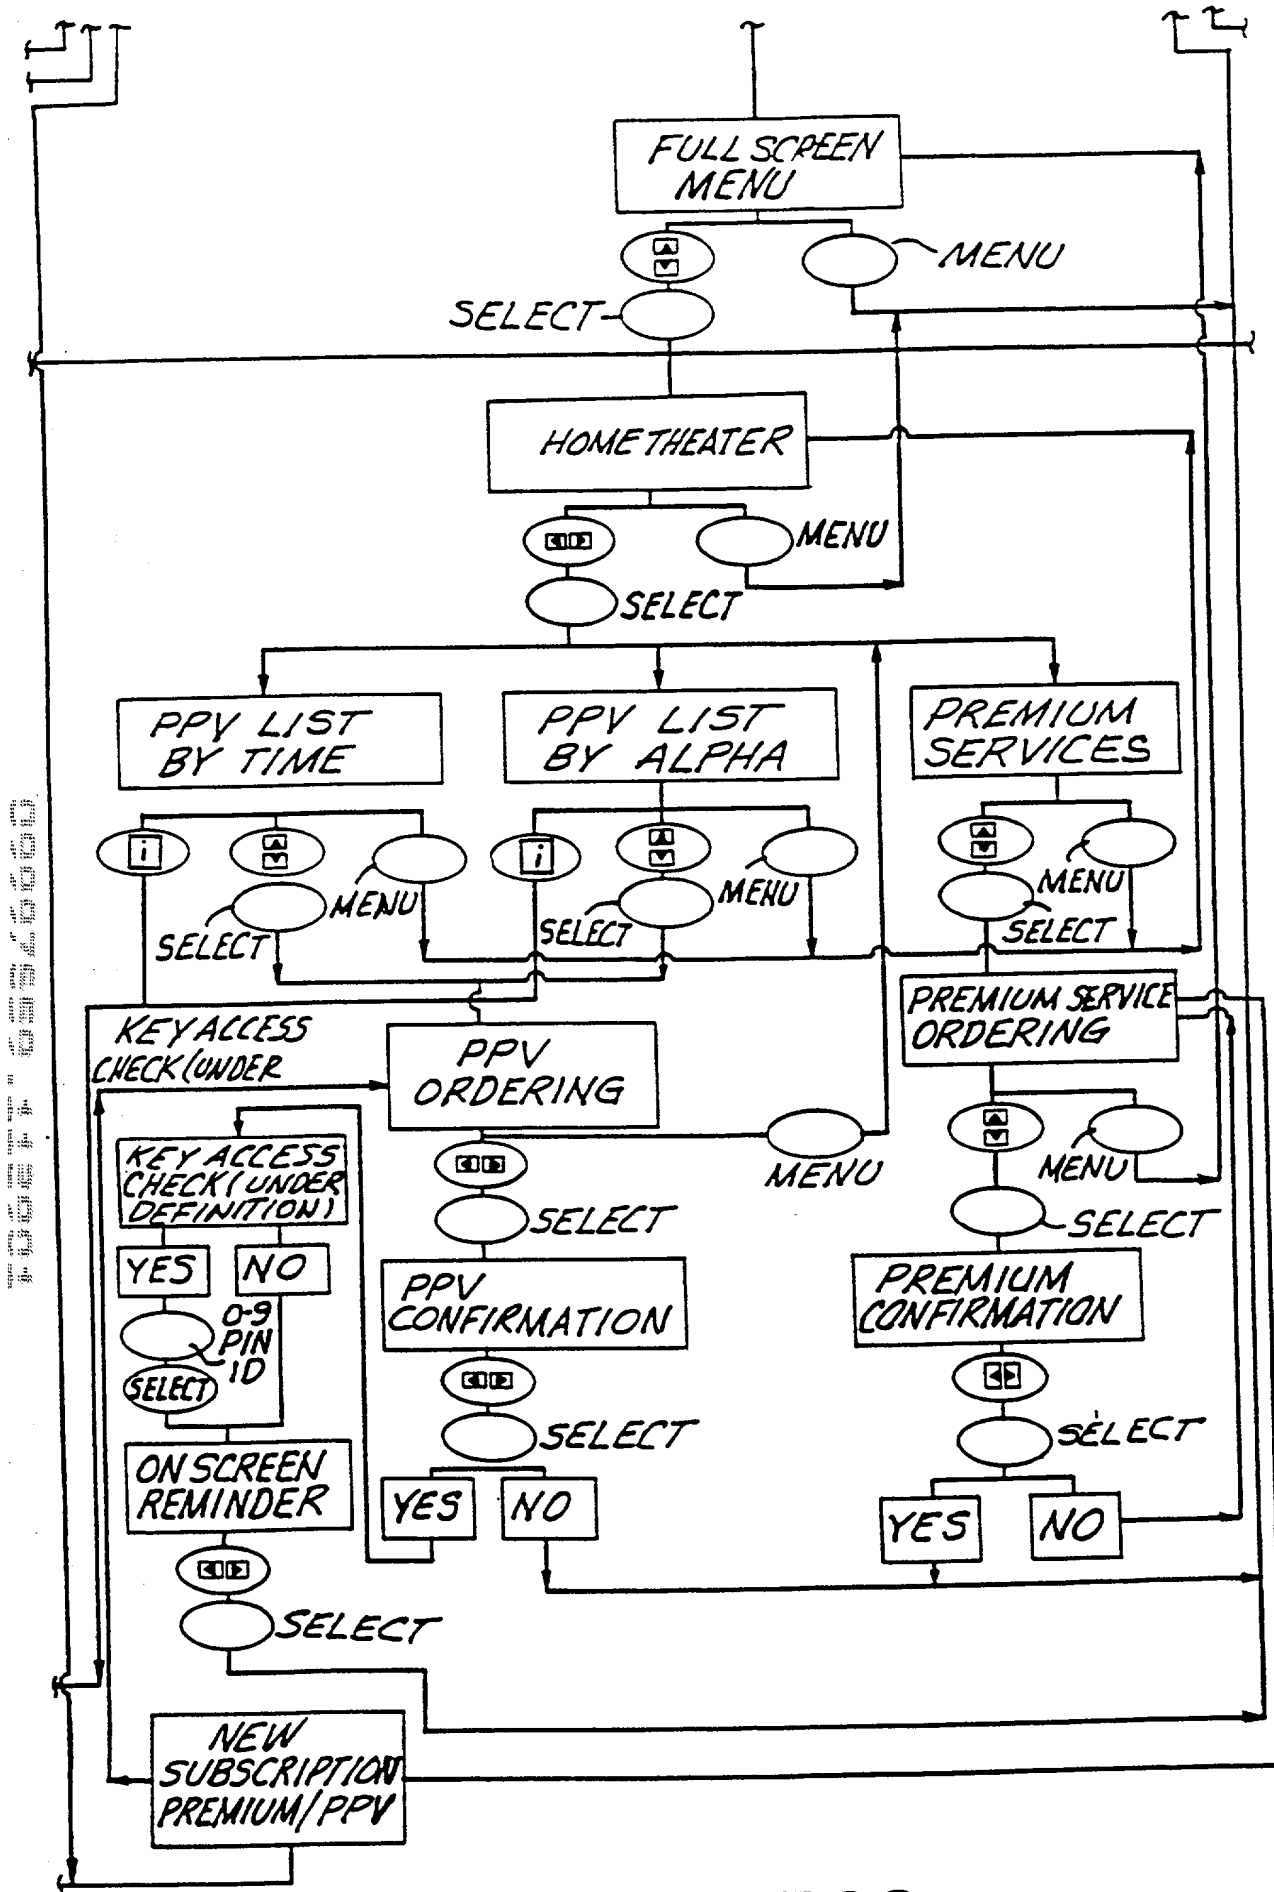 FULL SCREEN
MENU
MENU
SELECT
HOME THEATER
MENU
SELECT
PPV LIST
BY TIME
PPV LIST
BY ALPHA
PREMIUM
SERVICES
i
MENU
SELECT
i
MENU
SELECT
MENU
SELECT
KEY ACCESS
CHECK (UNDER
PPV
ORDERING
PREMIUM SERVICE
ORDERING
MENU
MENU
KEY ACCESS
CHECK (UNDER
DEFINITION)
SELECT
SELECT
YES
NO
PPV
CONFIRMATION
PREMIUM
CONFIRMATION
0-9
PIN
ID
SELECT
SELECT
SELECT
ON SCREEN
REMINDER
YES
NO
YES
NO
SELECT
NEW
SUBSCRIPTION
PREMIUM/PPV